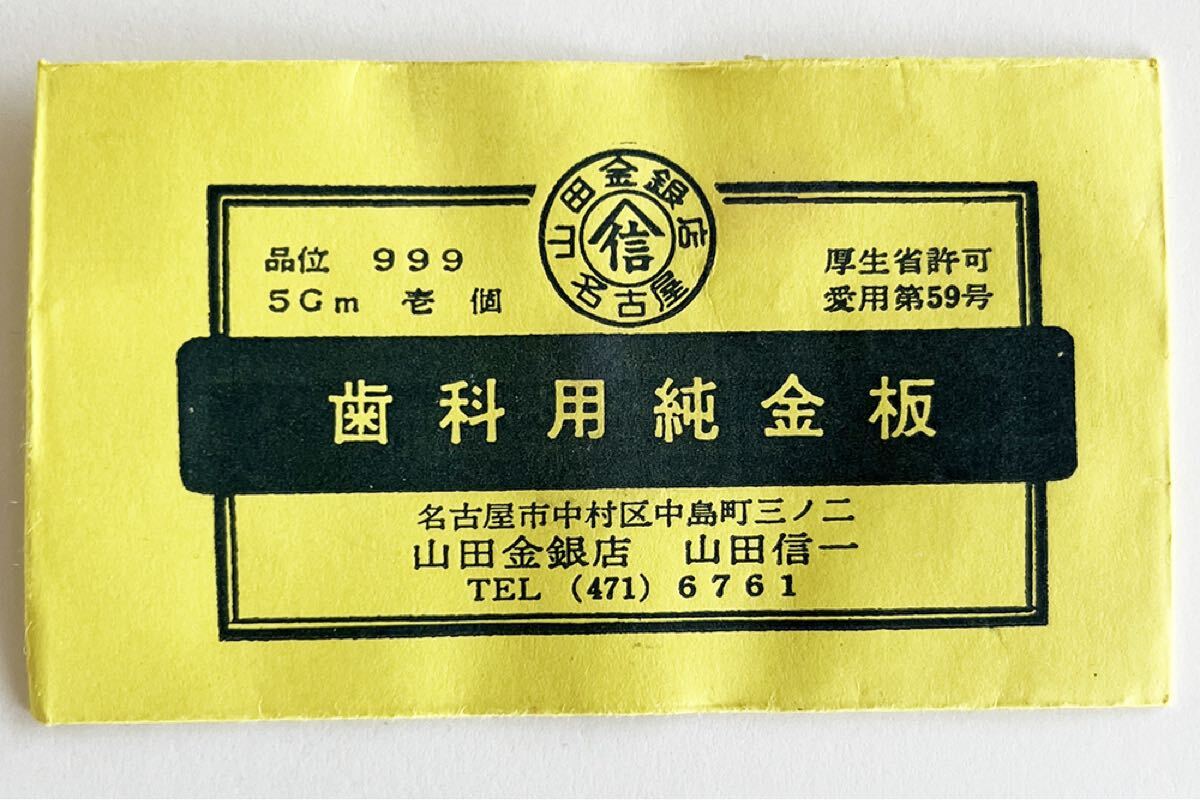 山田金銀店
信
名古屋
品位 999
5Gm 壱個
厚生省許可
愛用第59号
歯科用純金板
名古屋市中村区中島町三ノ二
山田金銀店 山田信一
TEL (471) 6761